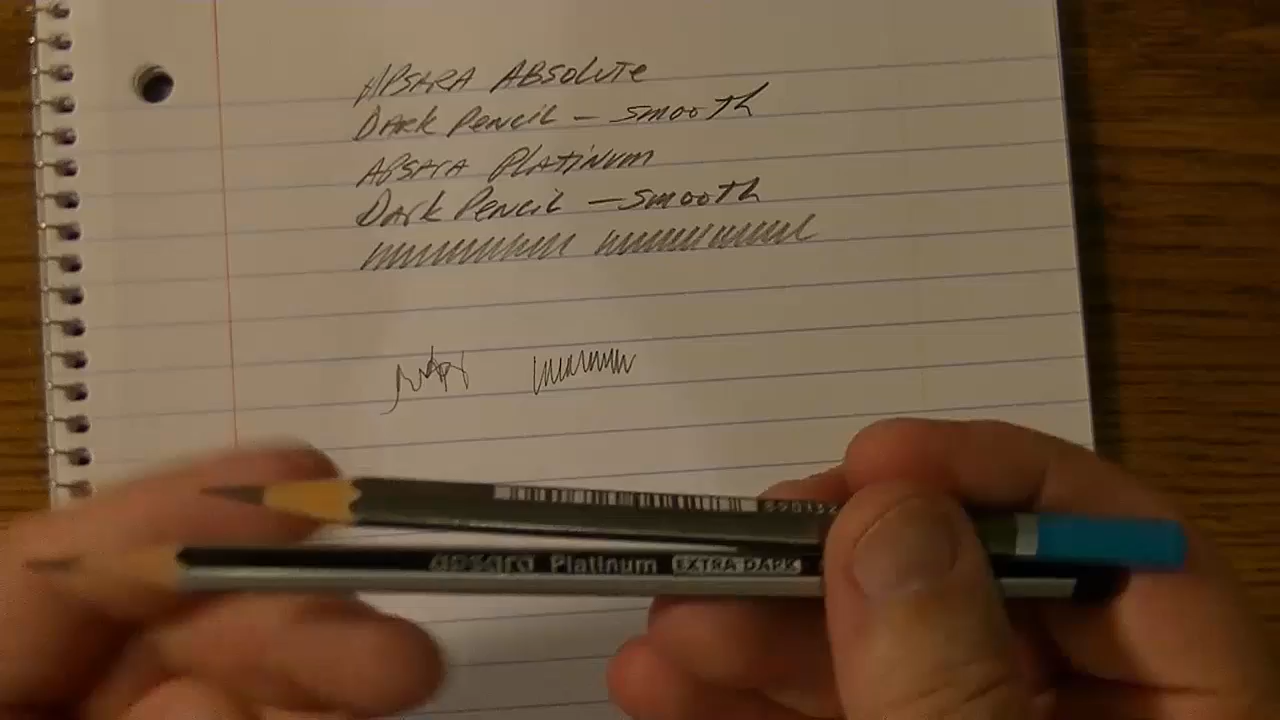 APSARA ABSOLUTE
DARK PENCIL - SMOOTH
APSARA PLATINUM
DARK PENCIL - SMOOTH
apsara Platinum EXTRA DARK